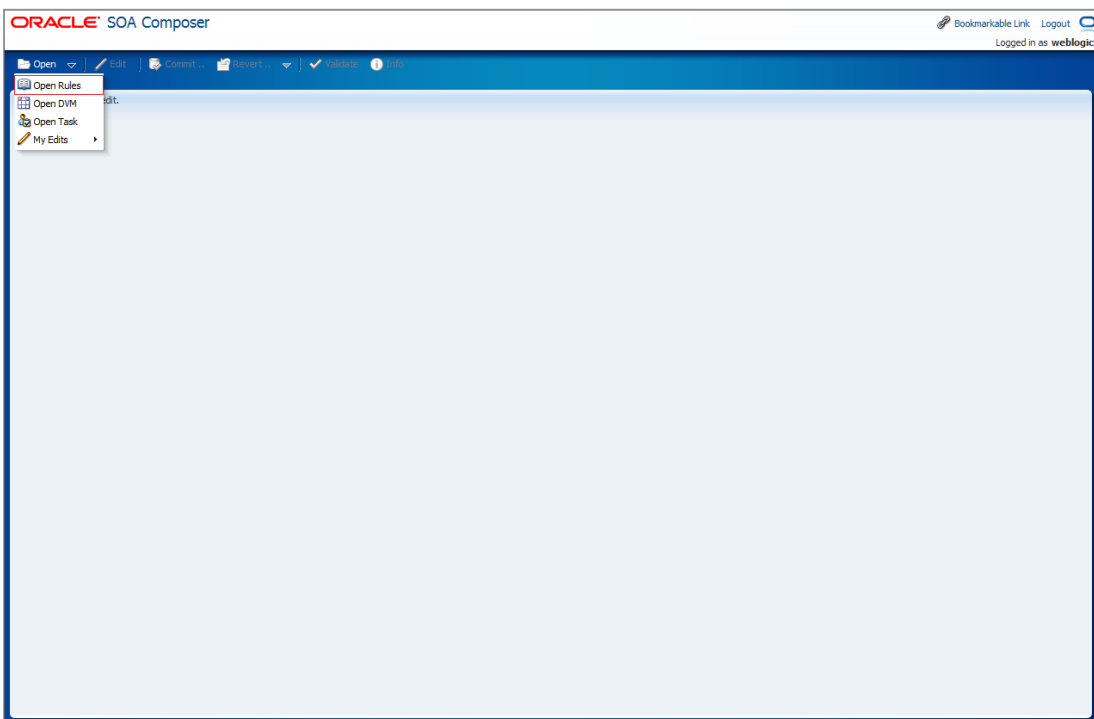 ORACLE SOA Composer
Bookmarkable Link Logout
Logged in as weblogic
Open Edit Commit .. Revert .. Validate Info
Open Rules
Open DVM
edit.
Open Task
My Edits